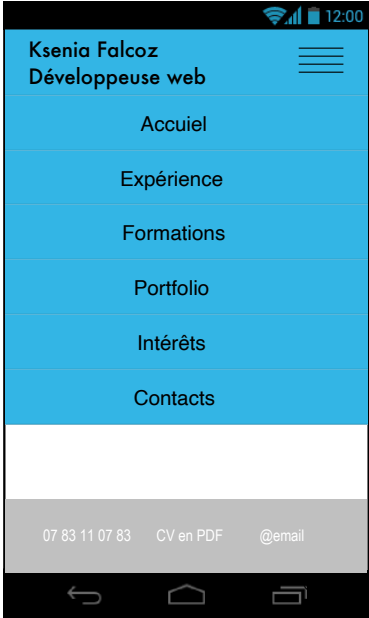 12:00
Ksenia Falcoz
Développeuse web
Accuiel
Expérience
Formations
Portfolio
Intérêts
Contacts
07 83 11 07 83 CV en PDF @email